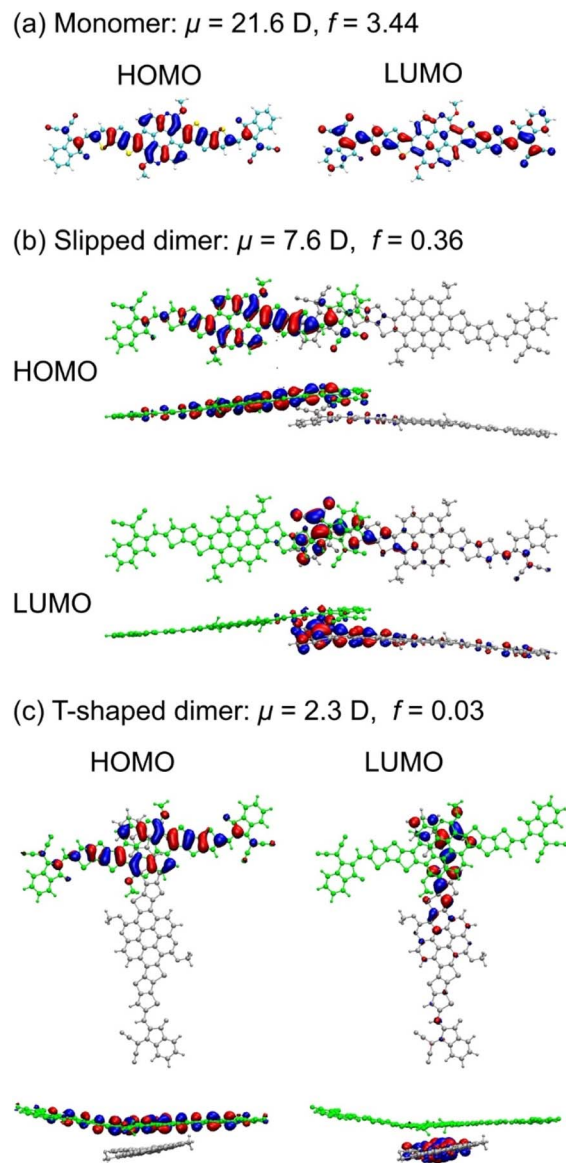 (a) Monomer: μ = 21.6 D, f = 3.44
HOMO LUMO
(b) Slipped dimer: μ = 7.6 D, f = 0.36
HOMO
LUMO
(c) T-shaped dimer: μ = 2.3 D, f = 0.03
HOMO LUMO